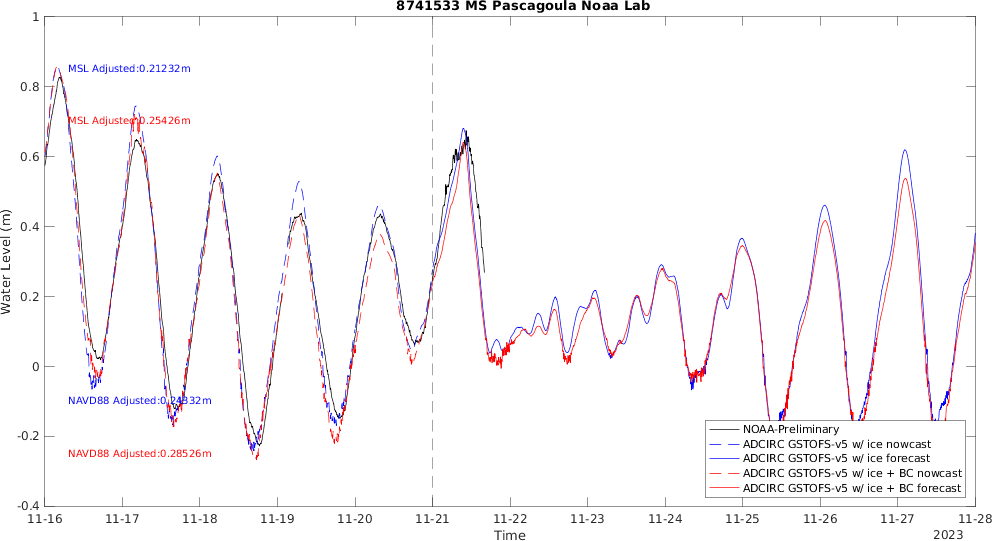 8741533 MS Pascagoula Noaa Lab
Water Level (m)
1
0.8
0.6
0.4
0.2
0
-0.2
-0.4
MSL Adjusted:0.21232m
MSL Adjusted:0.25426m
NAVD88 Adjusted:0.24332m
NAVD88 Adjusted:0.28526m
NOAA-Preliminary
ADCIRC GSTOFS-v5 w/ ice nowcast
ADCIRC GSTOFS-v5 w/ ice forecast
ADCIRC GSTOFS-v5 w/ ice + BC nowcast
ADCIRC GSTOFS-v5 w/ ice + BC forecast
11-16 11-17 11-18 11-19 11-20 11-21 11-22 11-23 11-24 11-25 11-26 11-27 11-28
Time
2023